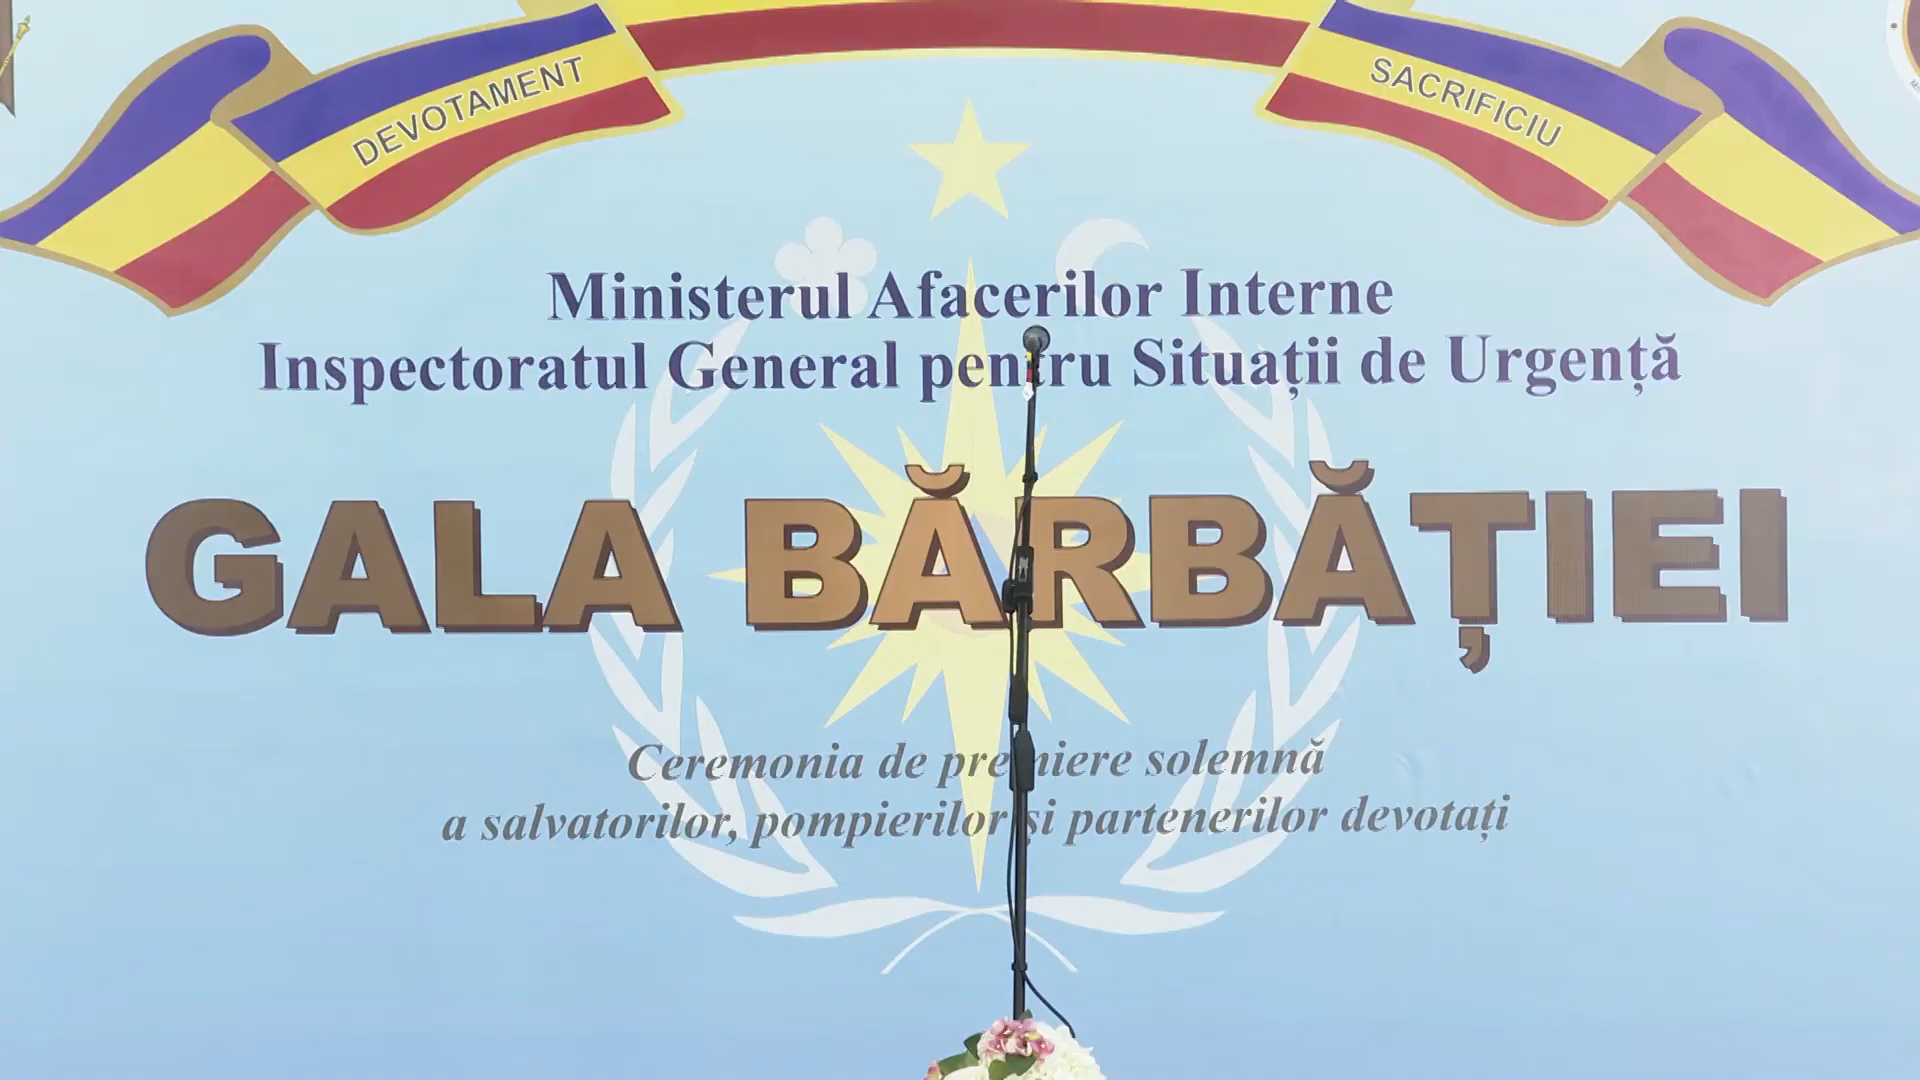 DEVOTAMENT
SACRIFICIU
Ministerul Afacerilor Interne
Inspectoratul General pentru Situații de Urgență
GALA BĂRBĂȚIEI
Ceremonia de premiere solemnă
a salvatorilor, pompierilor și partenerilor devotați